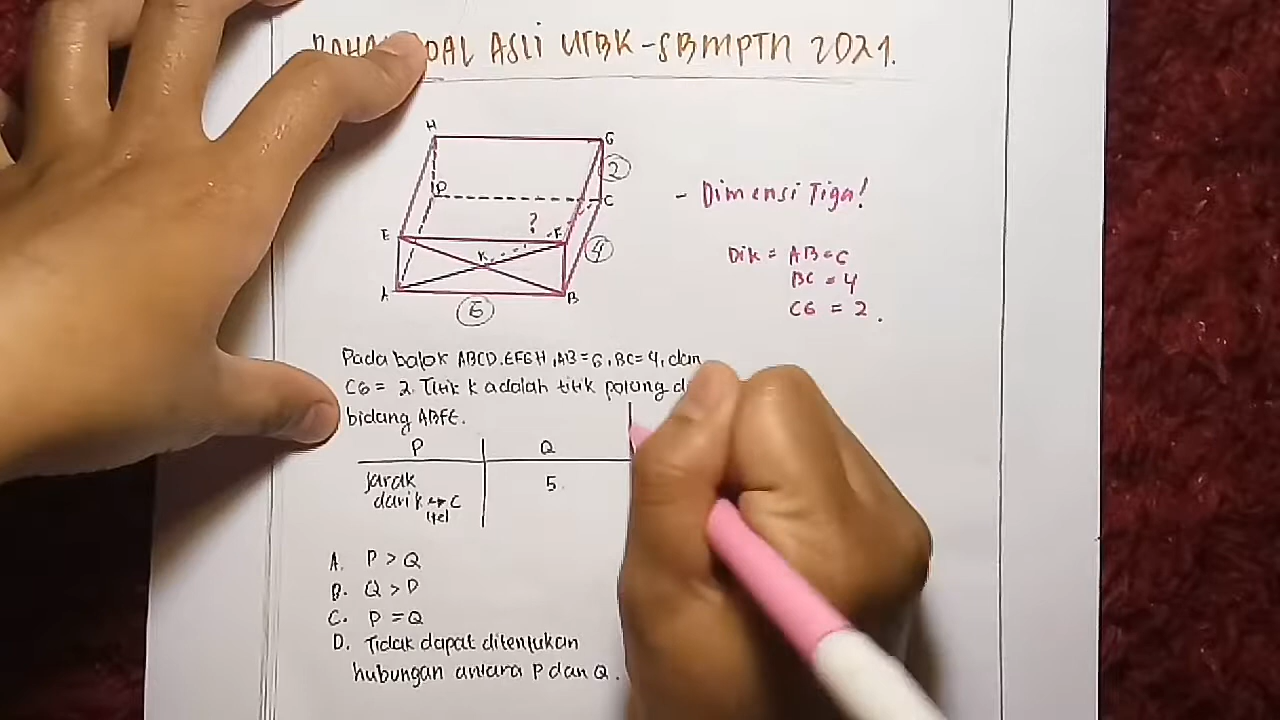 SOAL ASLI UTBK-SBMPTN 2021.
H
G
2
D
C
?
E
F
4
K
A
B
6
- Dimensi Tiga!
Dik = AB = 6
BC = 4
CG = 2.
Pada balok ABCD.EFGH, AB = 6, BC = 4, dan
CG = 2. Titik K adalah titik potong
bidang ABFE.
P Q
Jarak 5.
dari K ↔ C
A. P > Q
B. Q > P
C. P = Q
D. Tidak dapat ditentukan
hubungan antara P dan Q.